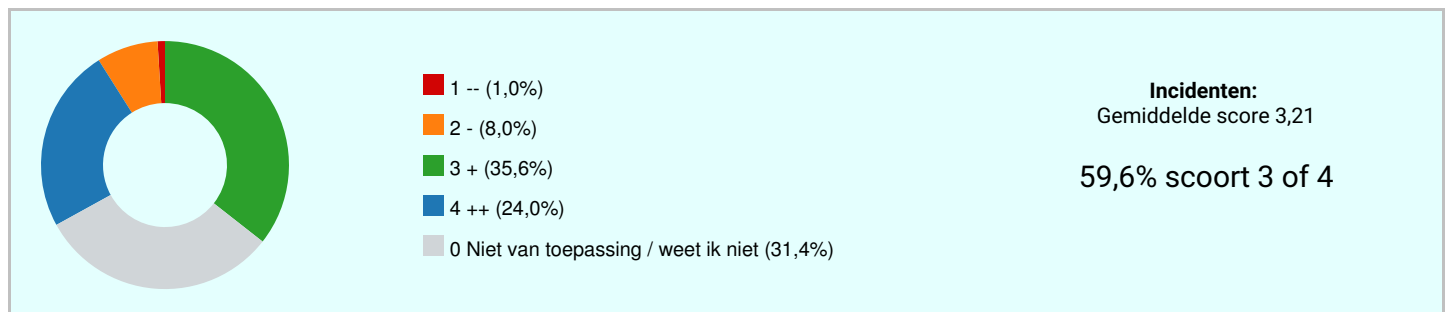 1 -- (1,0%)
2 - (8,0%)
3 + (35,6%)
4 ++ (24,0%)
0 Niet van toepassing / weet ik niet (31,4%)
Incidenten:
Gemiddelde score 3,21
59,6% scoort 3 of 4